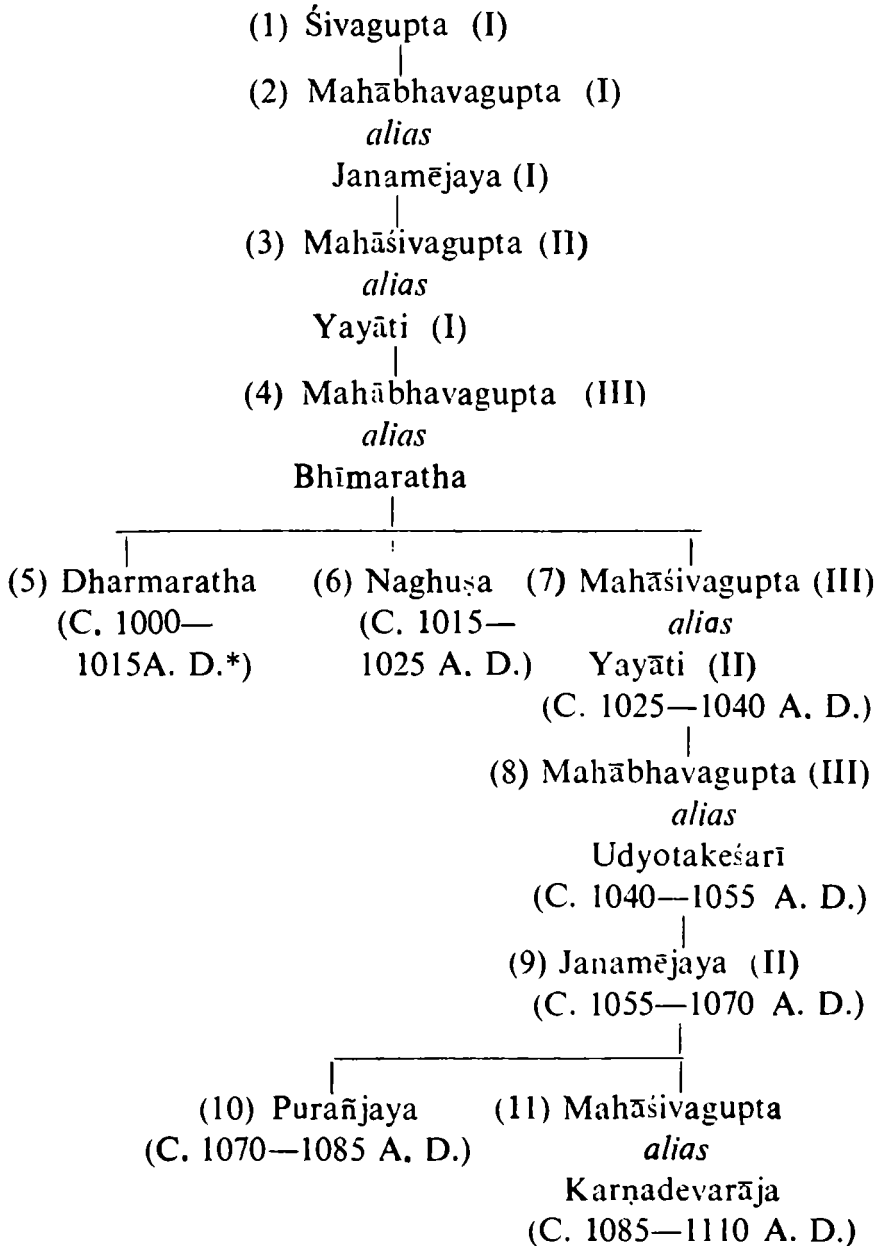 (1) Śivagupta (I)
(2) Mahābhavagupta (I)
alias
Janamējaya (I)
(3) Mahāśivagupta (II)
alias
Yayāti (I)
(4) Mahābhavagupta (III)
alias
Bhīmaratha
(5) Dharmaratha (6) Naghuṣa (7) Mahāśivagupta (III)
(C. 1000— (C. 1015— alias
1015A. D.*) 1025 A. D.) Yayāti (II)
(C. 1025—1040 A. D.)
(8) Mahābhavagupta (III)
alias
Udyotakeśarī
(C. 1040—1055 A. D.)
(9) Janamējaya (II)
(C. 1055—1070 A. D.)
(10) Purañjaya (11) Mahāśivagupta
(C. 1070—1085 A. D.) alias
Karṇadevarāja
(C. 1085—1110 A. D.)